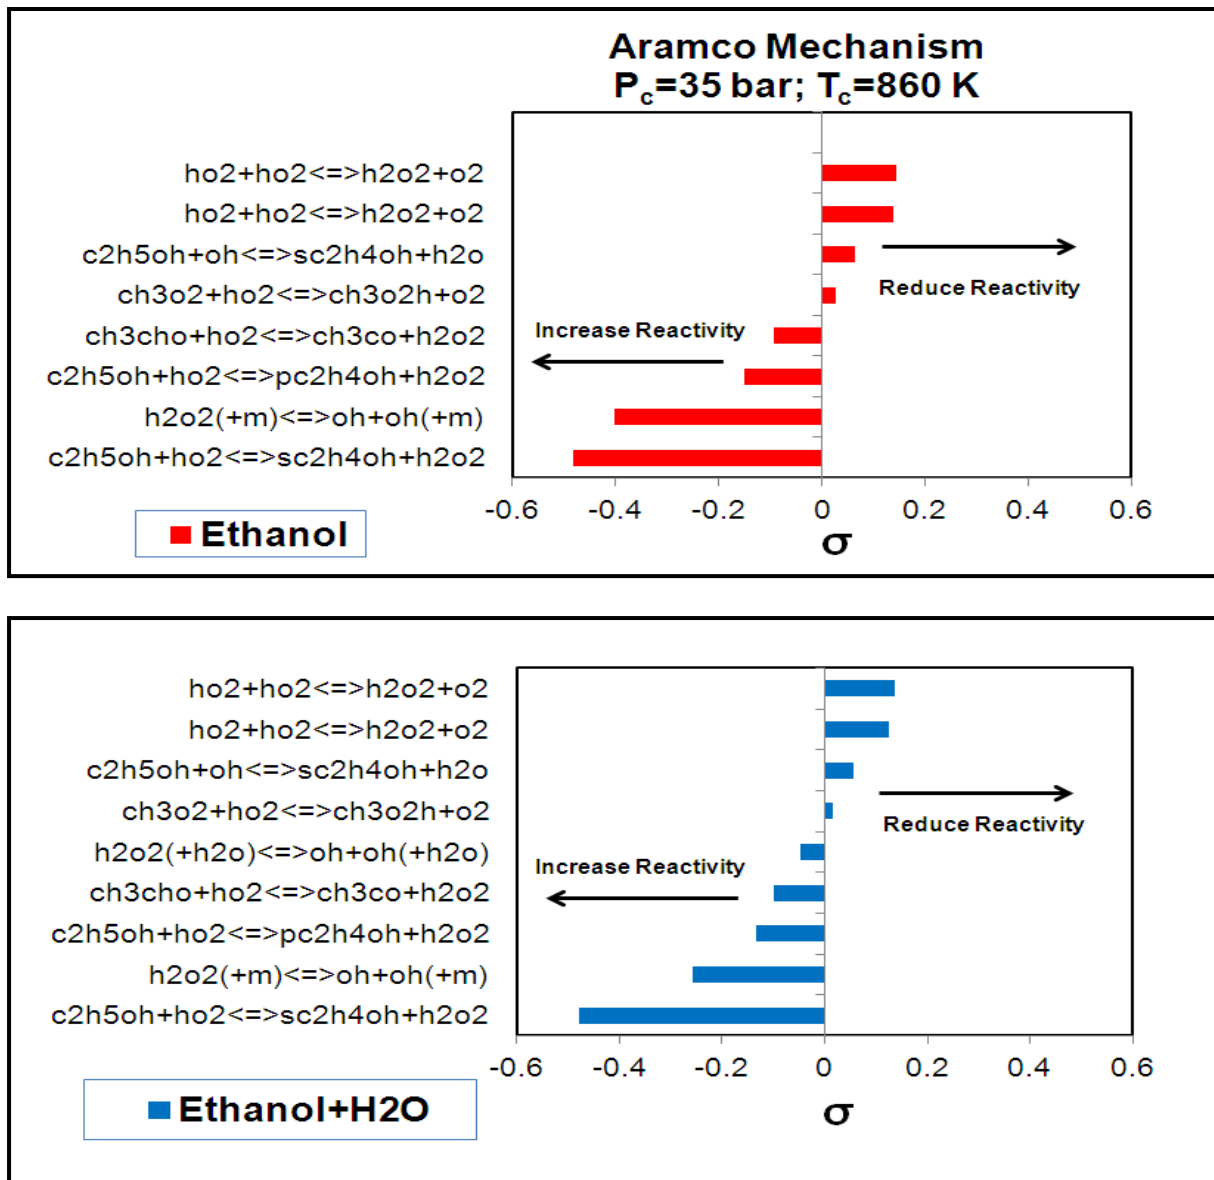 Aramco Mechanism
Pc=35 bar; Tc=860 K
ho2+ho2<=>h2o2+o2
ho2+ho2<=>h2o2+o2
c2h5oh+oh<=>sc2h4oh+h2o
ch3o2+ho2<=>ch3o2h+o2
ch3cho+ho2<=>ch3co+h2o2
c2h5oh+ho2<=>pc2h4oh+h2o2
h2o2(+m)<=>oh+oh(+m)
c2h5oh+ho2<=>sc2h4oh+h2o2
Reduce Reactivity
Increase Reactivity
-0.6 -0.4 -0.2 0 0.2 0.4 0.6
σ
Ethanol
ho2+ho2<=>h2o2+o2
ho2+ho2<=>h2o2+o2
c2h5oh+oh<=>sc2h4oh+h2o
ch3o2+ho2<=>ch3o2h+o2
h2o2(+h2o)<=>oh+oh(+h2o)
ch3cho+ho2<=>ch3co+h2o2
c2h5oh+ho2<=>pc2h4oh+h2o2
h2o2(+m)<=>oh+oh(+m)
c2h5oh+ho2<=>sc2h4oh+h2o2
Reduce Reactivity
Increase Reactivity
-0.6 -0.4 -0.2 0 0.2 0.4 0.6
σ
Ethanol+H2O